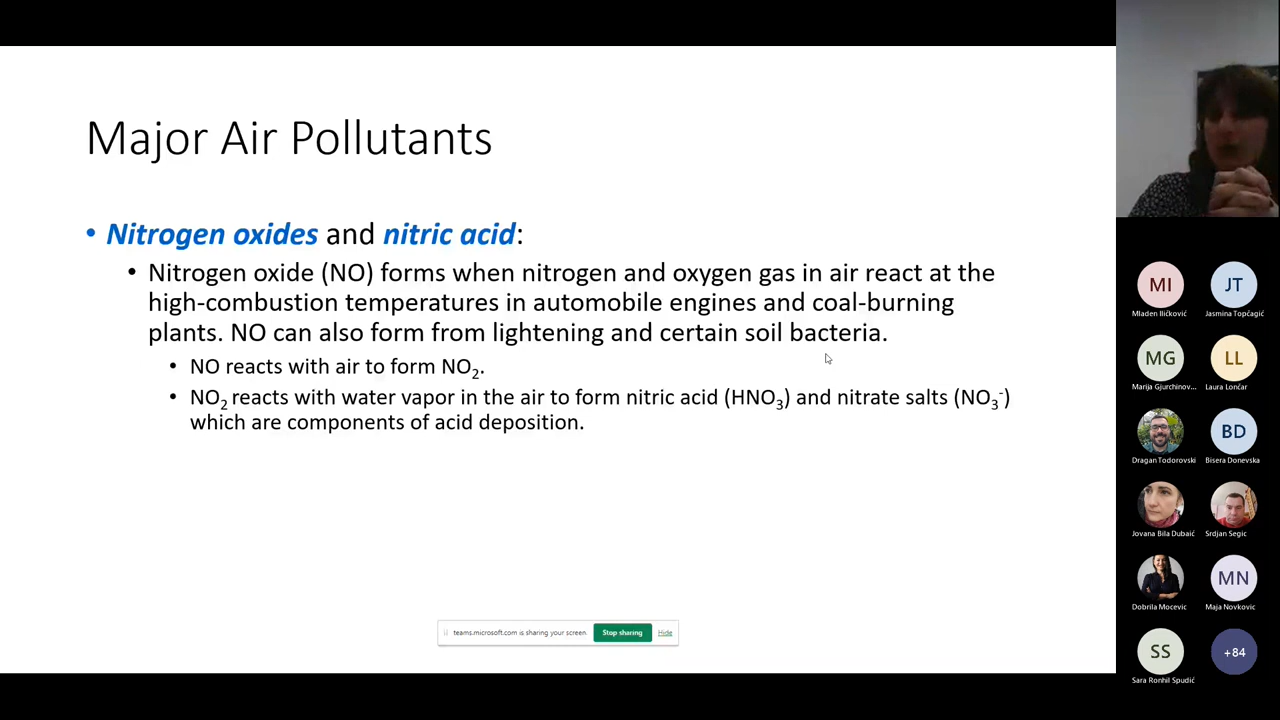 Major Air Pollutants
• Nitrogen oxides and nitric acid:
• Nitrogen oxide (NO) forms when nitrogen and oxygen gas in air react at the
high-combustion temperatures in automobile engines and coal-burning
plants. NO can also form from lightening and certain soil bacteria.
• NO reacts with air to form NO₂.
• NO₂ reacts with water vapor in the air to form nitric acid (HNO₃) and nitrate salts (NO₃⁻)
which are components of acid deposition.
teams.microsoft.com is sharing your screen. Stop sharing Hide
MI JT
Mladen Iličković Jasmina Topčagić
MG LL
Marija Gjurchinov... Laura Lončar
BD
Dragan Todorovski Bisera Donevska
Jovana Bila Dubaić Srdjan Segic
MN
Dobrila Mocevic Maja Novkovic
SS +84
Sara Ronhil Spudić